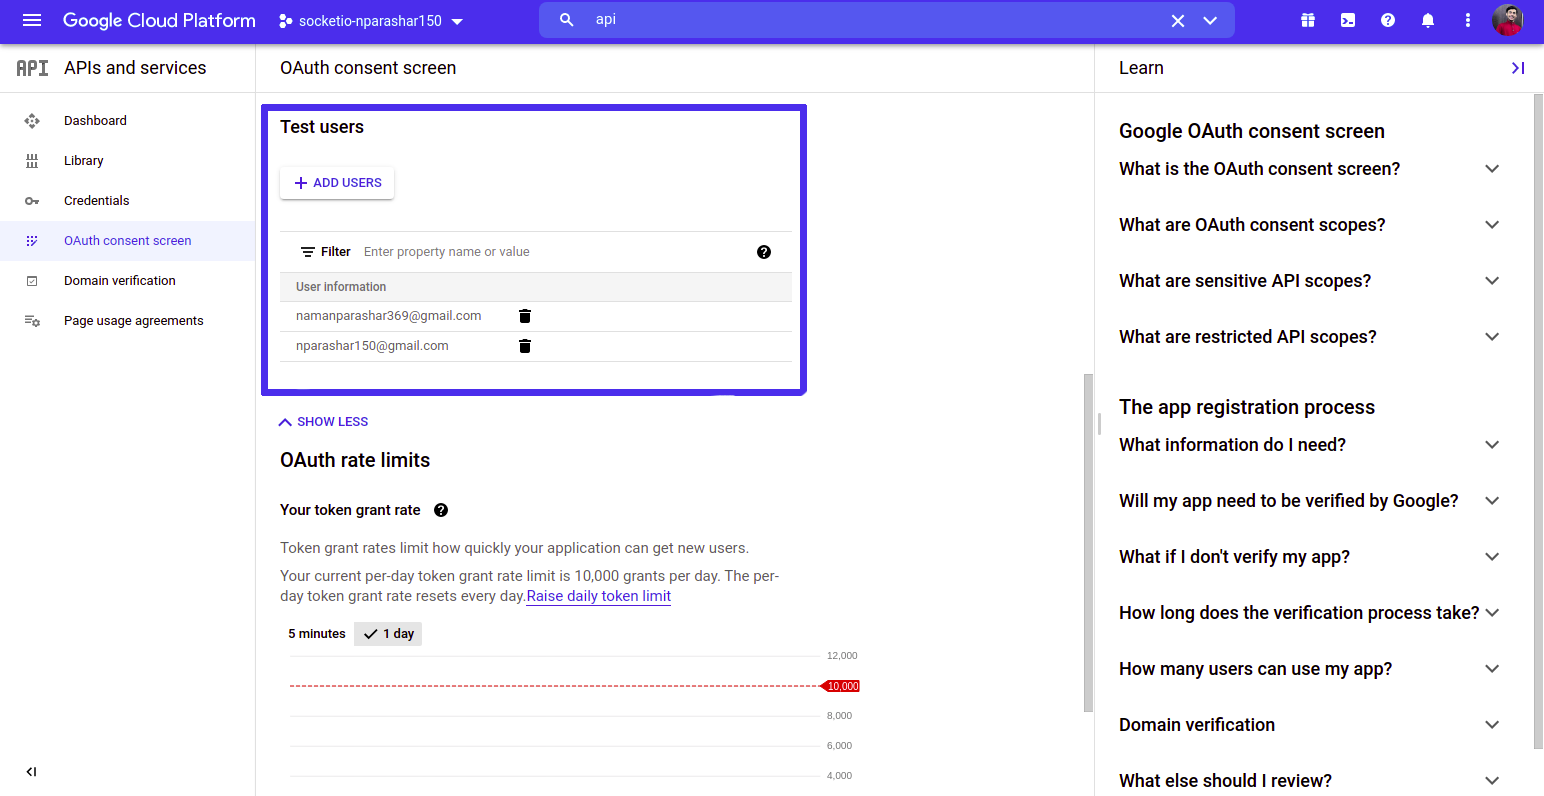 Google Cloud Platform
socketio-nparashar150
api
API APIs and services
Dashboard
Library
Credentials
OAuth consent screen
Domain verification
Page usage agreements
OAuth consent screen
Test users
ADD USERS
Filter Enter property name or value
User information
namanparashar369@gmail.com
nparashar150@gmail.com
SHOW LESS
OAuth rate limits
Your token grant rate
Token grant rates limit how quickly your application can get new users.
Your current per-day token grant rate limit is 10,000 grants per day. The per-
day token grant rate resets every day.Raise daily token limit
5 minutes 1 day
12,000
10,000
8,000
6,000
4,000
Learn
Google OAuth consent screen
What is the OAuth consent screen?
What are OAuth consent scopes?
What are sensitive API scopes?
What are restricted API scopes?
The app registration process
What information do I need?
Will my app need to be verified by Google?
What if I don't verify my app?
How long does the verification process take?
How many users can use my app?
Domain verification
What else should I review?